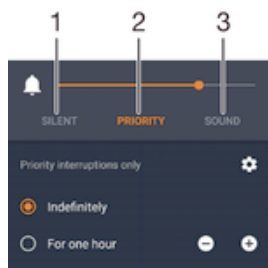 1 2 3
SILENT PRIORITY SOUND
Priority interruptions only
Indefinitely
For one hour